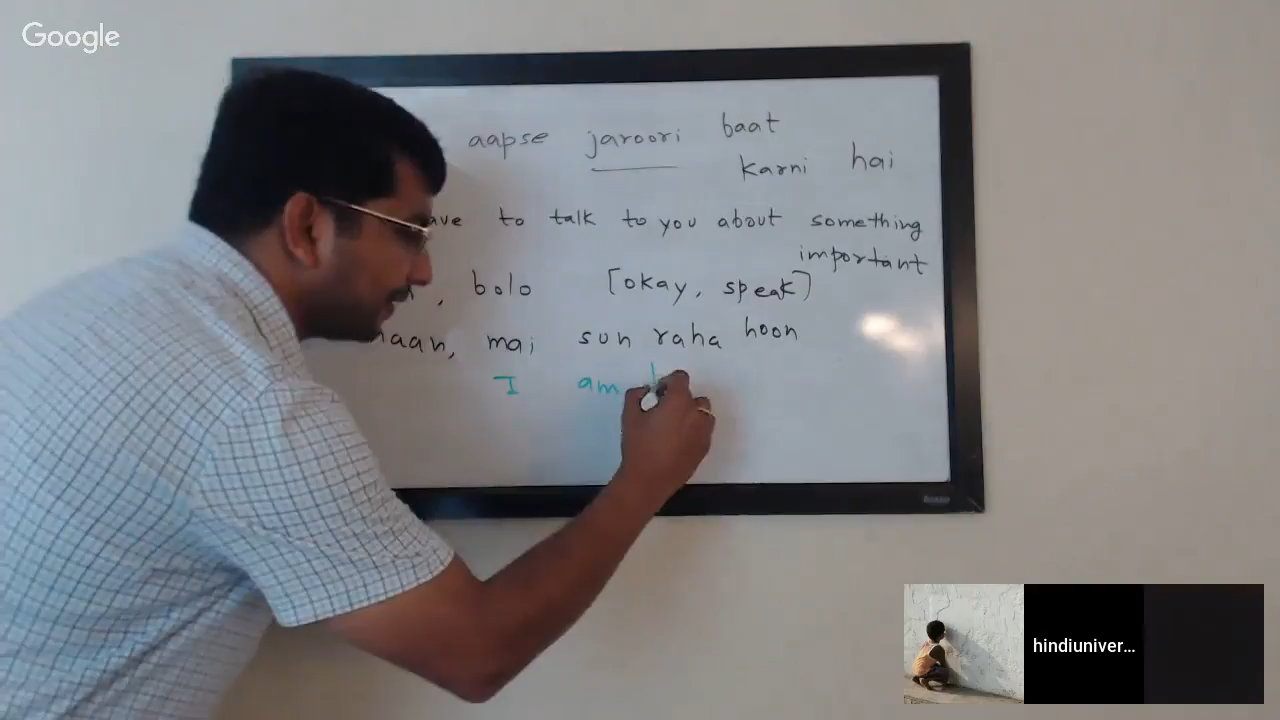 Google
aapse jaroori baat
karni hai
to talk to you about something
important
, bolo [okay, speak]
haan, mai sun raha hoon
I am
hindiuniver...